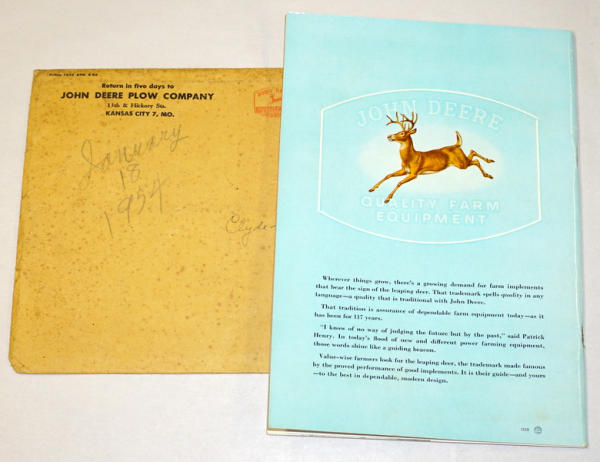 Return in five days to
JOHN DEERE PLOW COMPANY
13th & Hickory Sts.
KANSAS CITY 7, MO.
January
18
1954
Clyde
JOHN DEERE
QUALITY FARM
EQUIPMENT
Wherever things grow, there's a growing demand for farm implements
that bear the sign of the leaping deer. That trademark spells quality in any
language—a quality that is traditional with John Deere.
That tradition is assurance of dependable farm equipment today—as it
has been for 117 years.
"I know of no way of judging the future but by the past," said Patrick
Henry. In today's flood of new and different power farming equipment,
those words shine like a guiding beacon.
Value-wise farmers look for the leaping deer, the trademark made famous
by the proved performance of good implements. It is their guide—and yours
—to the best in dependable, modern design.